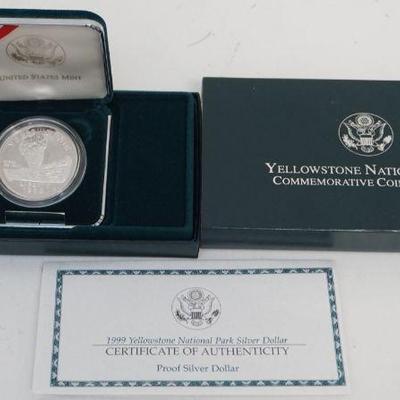 UNITED STATES MINT
YELLOWSTONE NATIO
COMMEMORATIVE COI
1999 Yellowstone National Park Silver Dollar
CERTIFICATE OF AUTHENTICITY
Proof Silver Dollar